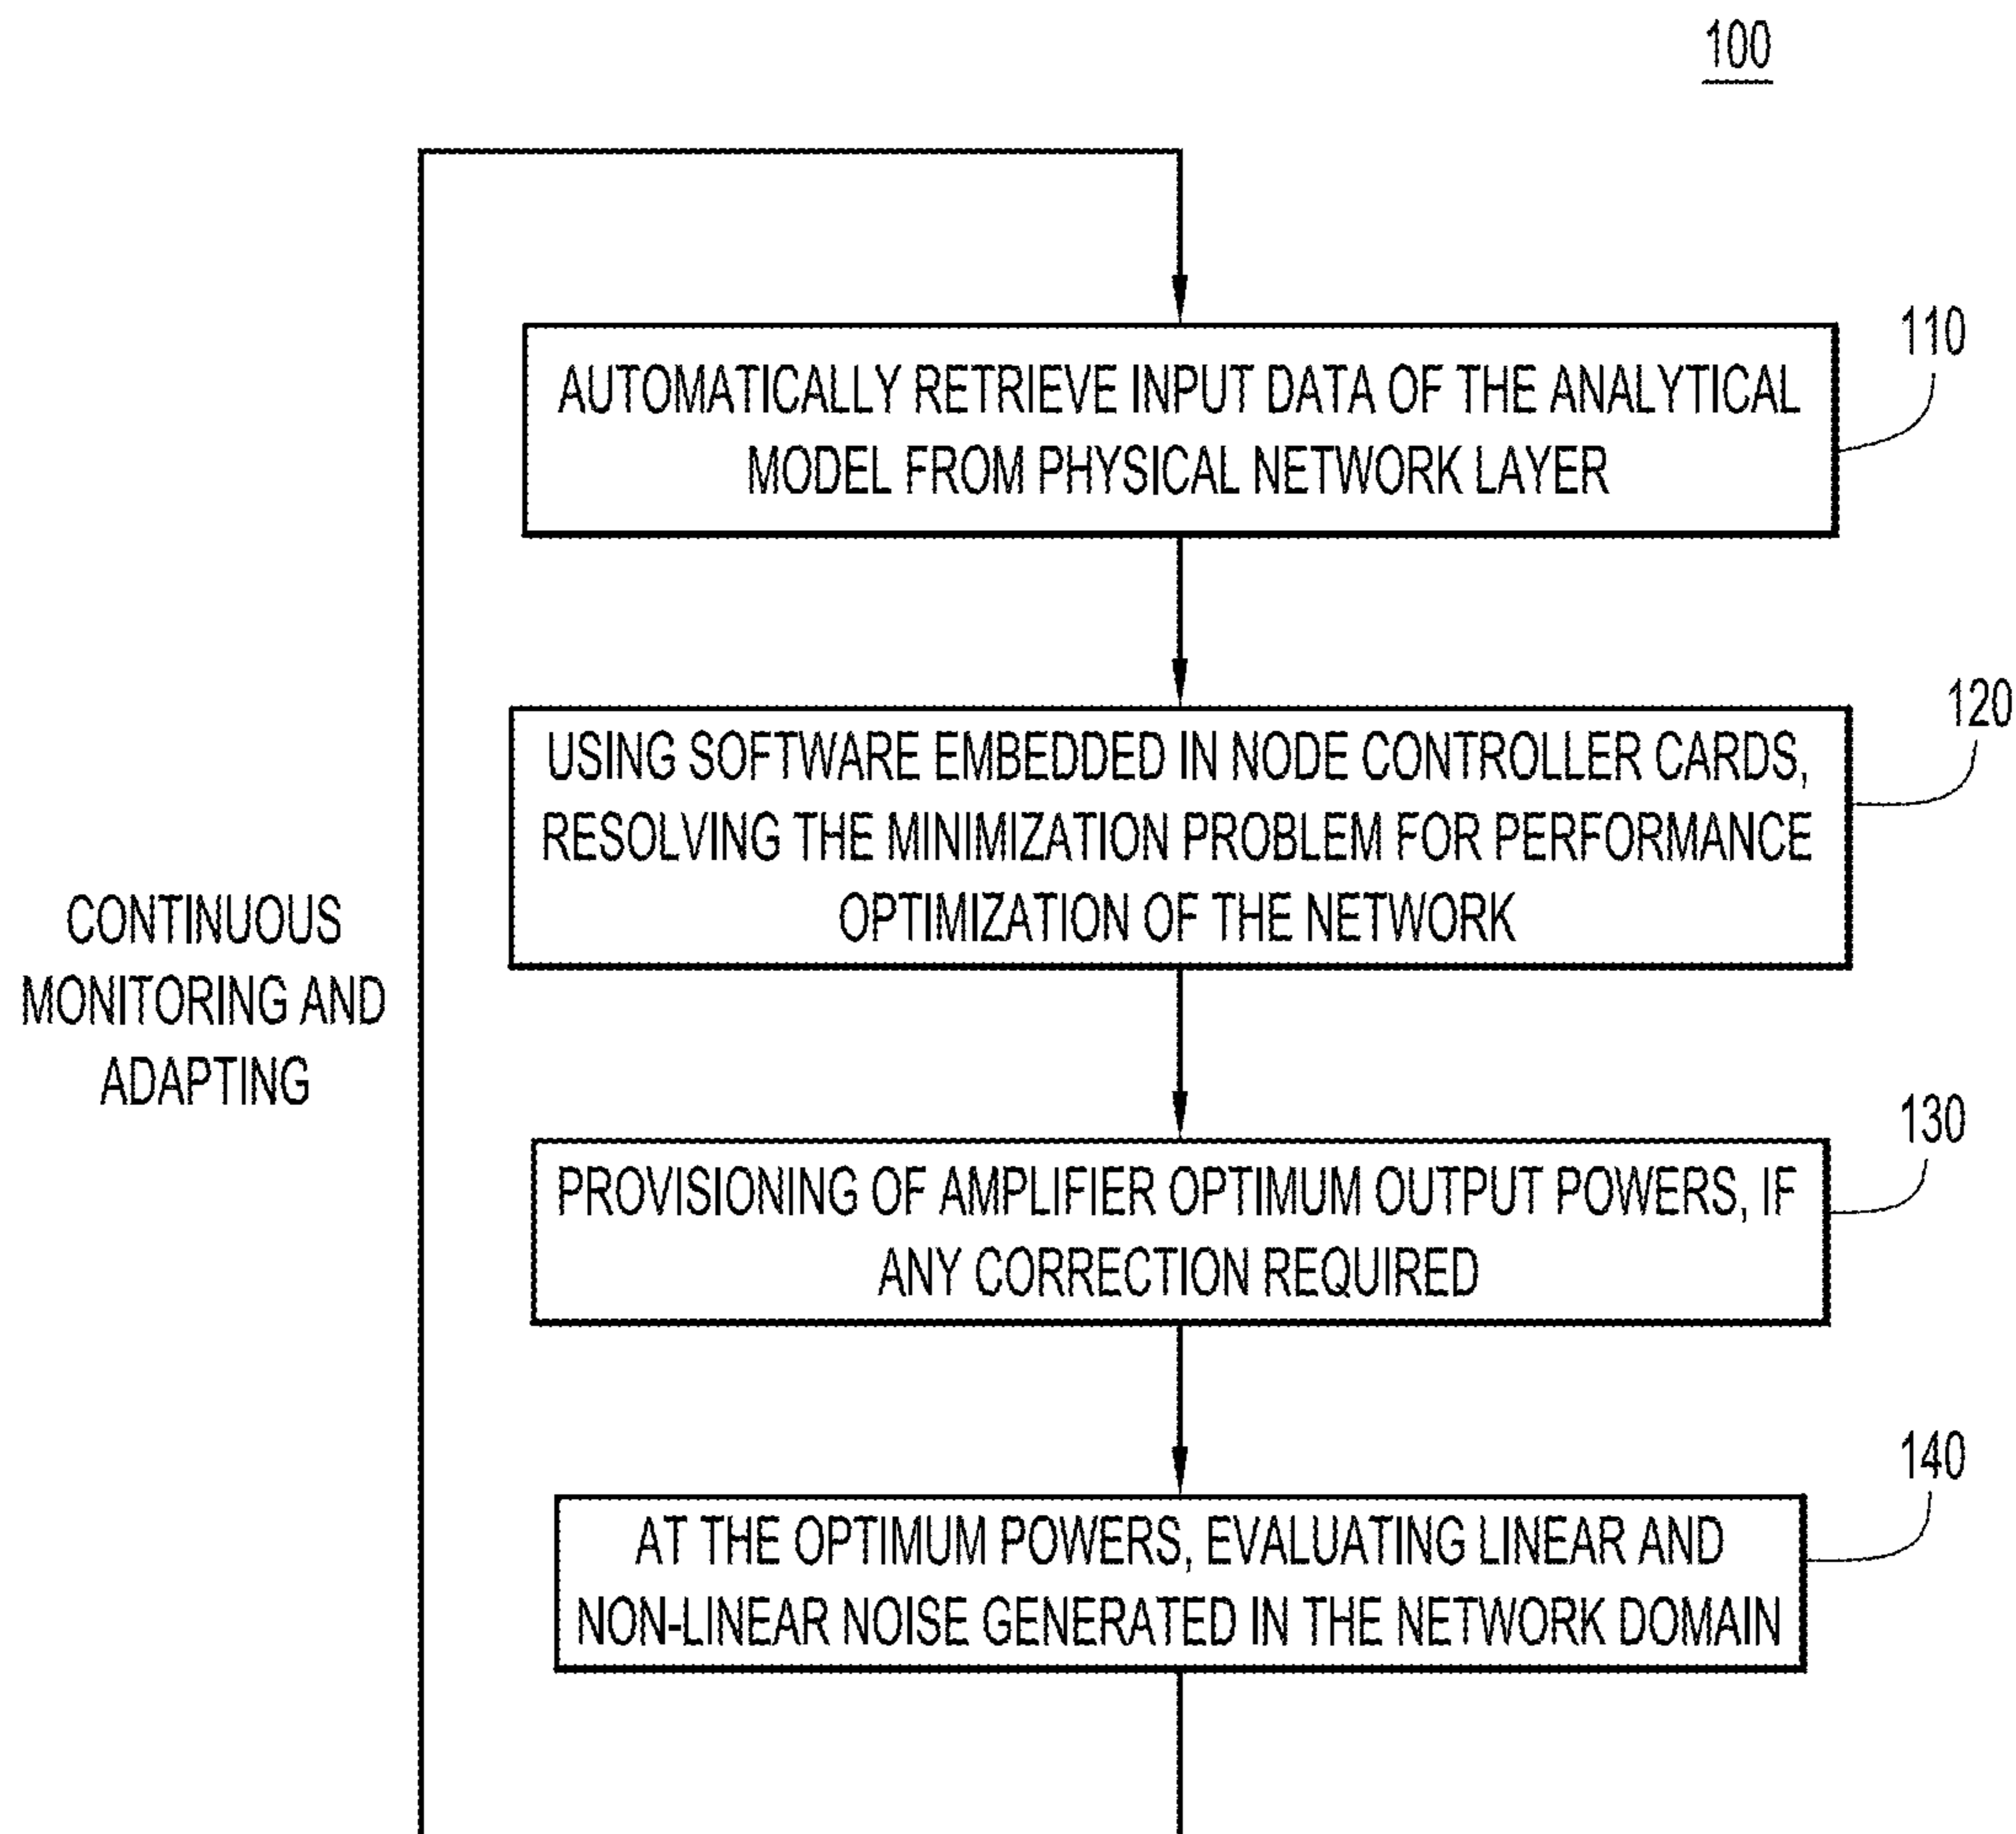 100
110
AUTOMATICALLY RETRIEVE INPUT DATA OF THE ANALYTICAL
MODEL FROM PHYSICAL NETWORK LAYER
120
USING SOFTWARE EMBEDDED IN NODE CONTROLLER CARDS,
RESOLVING THE MINIMIZATION PROBLEM FOR PERFORMANCE
OPTIMIZATION OF THE NETWORK
CONTINUOUS
MONITORING AND
ADAPTING
130
PROVISIONING OF AMPLIFIER OPTIMUM OUTPUT POWERS, IF
ANY CORRECTION REQUIRED
140
AT THE OPTIMUM POWERS, EVALUATING LINEAR AND
NON-LINEAR NOISE GENERATED IN THE NETWORK DOMAIN